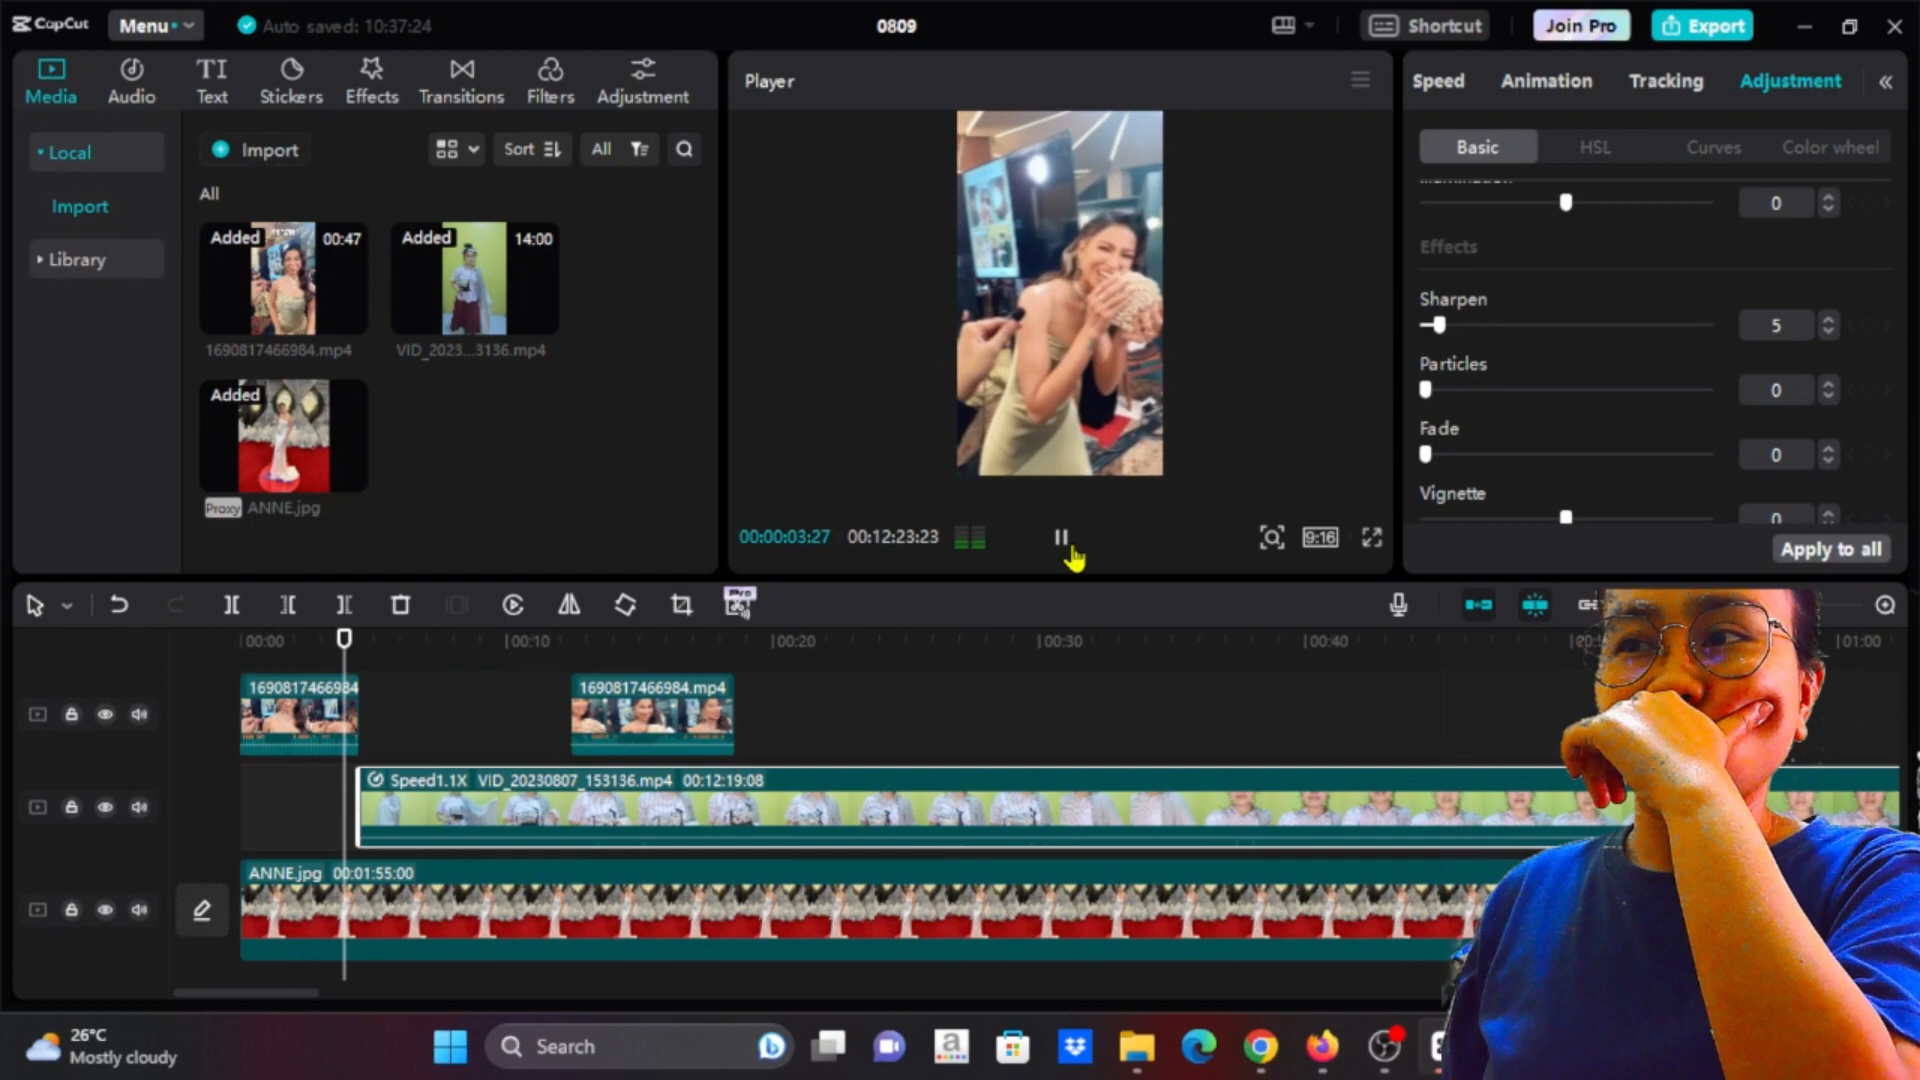 CapCut
Menu
Auto saved: 10:37:24
0809
Shortcut
Join Pro
Export
Media
Audio
TI
Text
Stickers
Effects
Transitions
Filters
Adjustment
Local
Import
Library
Import
Sort
All
All
Added
00:47
1690817466984.mp4
Added
14:00
VID_2023...3136.mp4
Added
Proxy
ANNE.jpg
Player
00:00:03:27
00:12:23:23
9:16
Speed
Animation
Tracking
Adjustment
Basic
HSL
Curves
Color wheel
0
Effects
Sharpen
5
Particles
0
Fade
0
Vignette
0
Apply to all
Pro
00:00
00:10
00:20
00:30
00:40
01:00
1690817466984
1690817466984.mp4
Speed1.1X VID_20230807_153136.mp4 00:12:19:08
ANNE.jpg 00:01:55:00
26°C
Mostly cloudy
Search